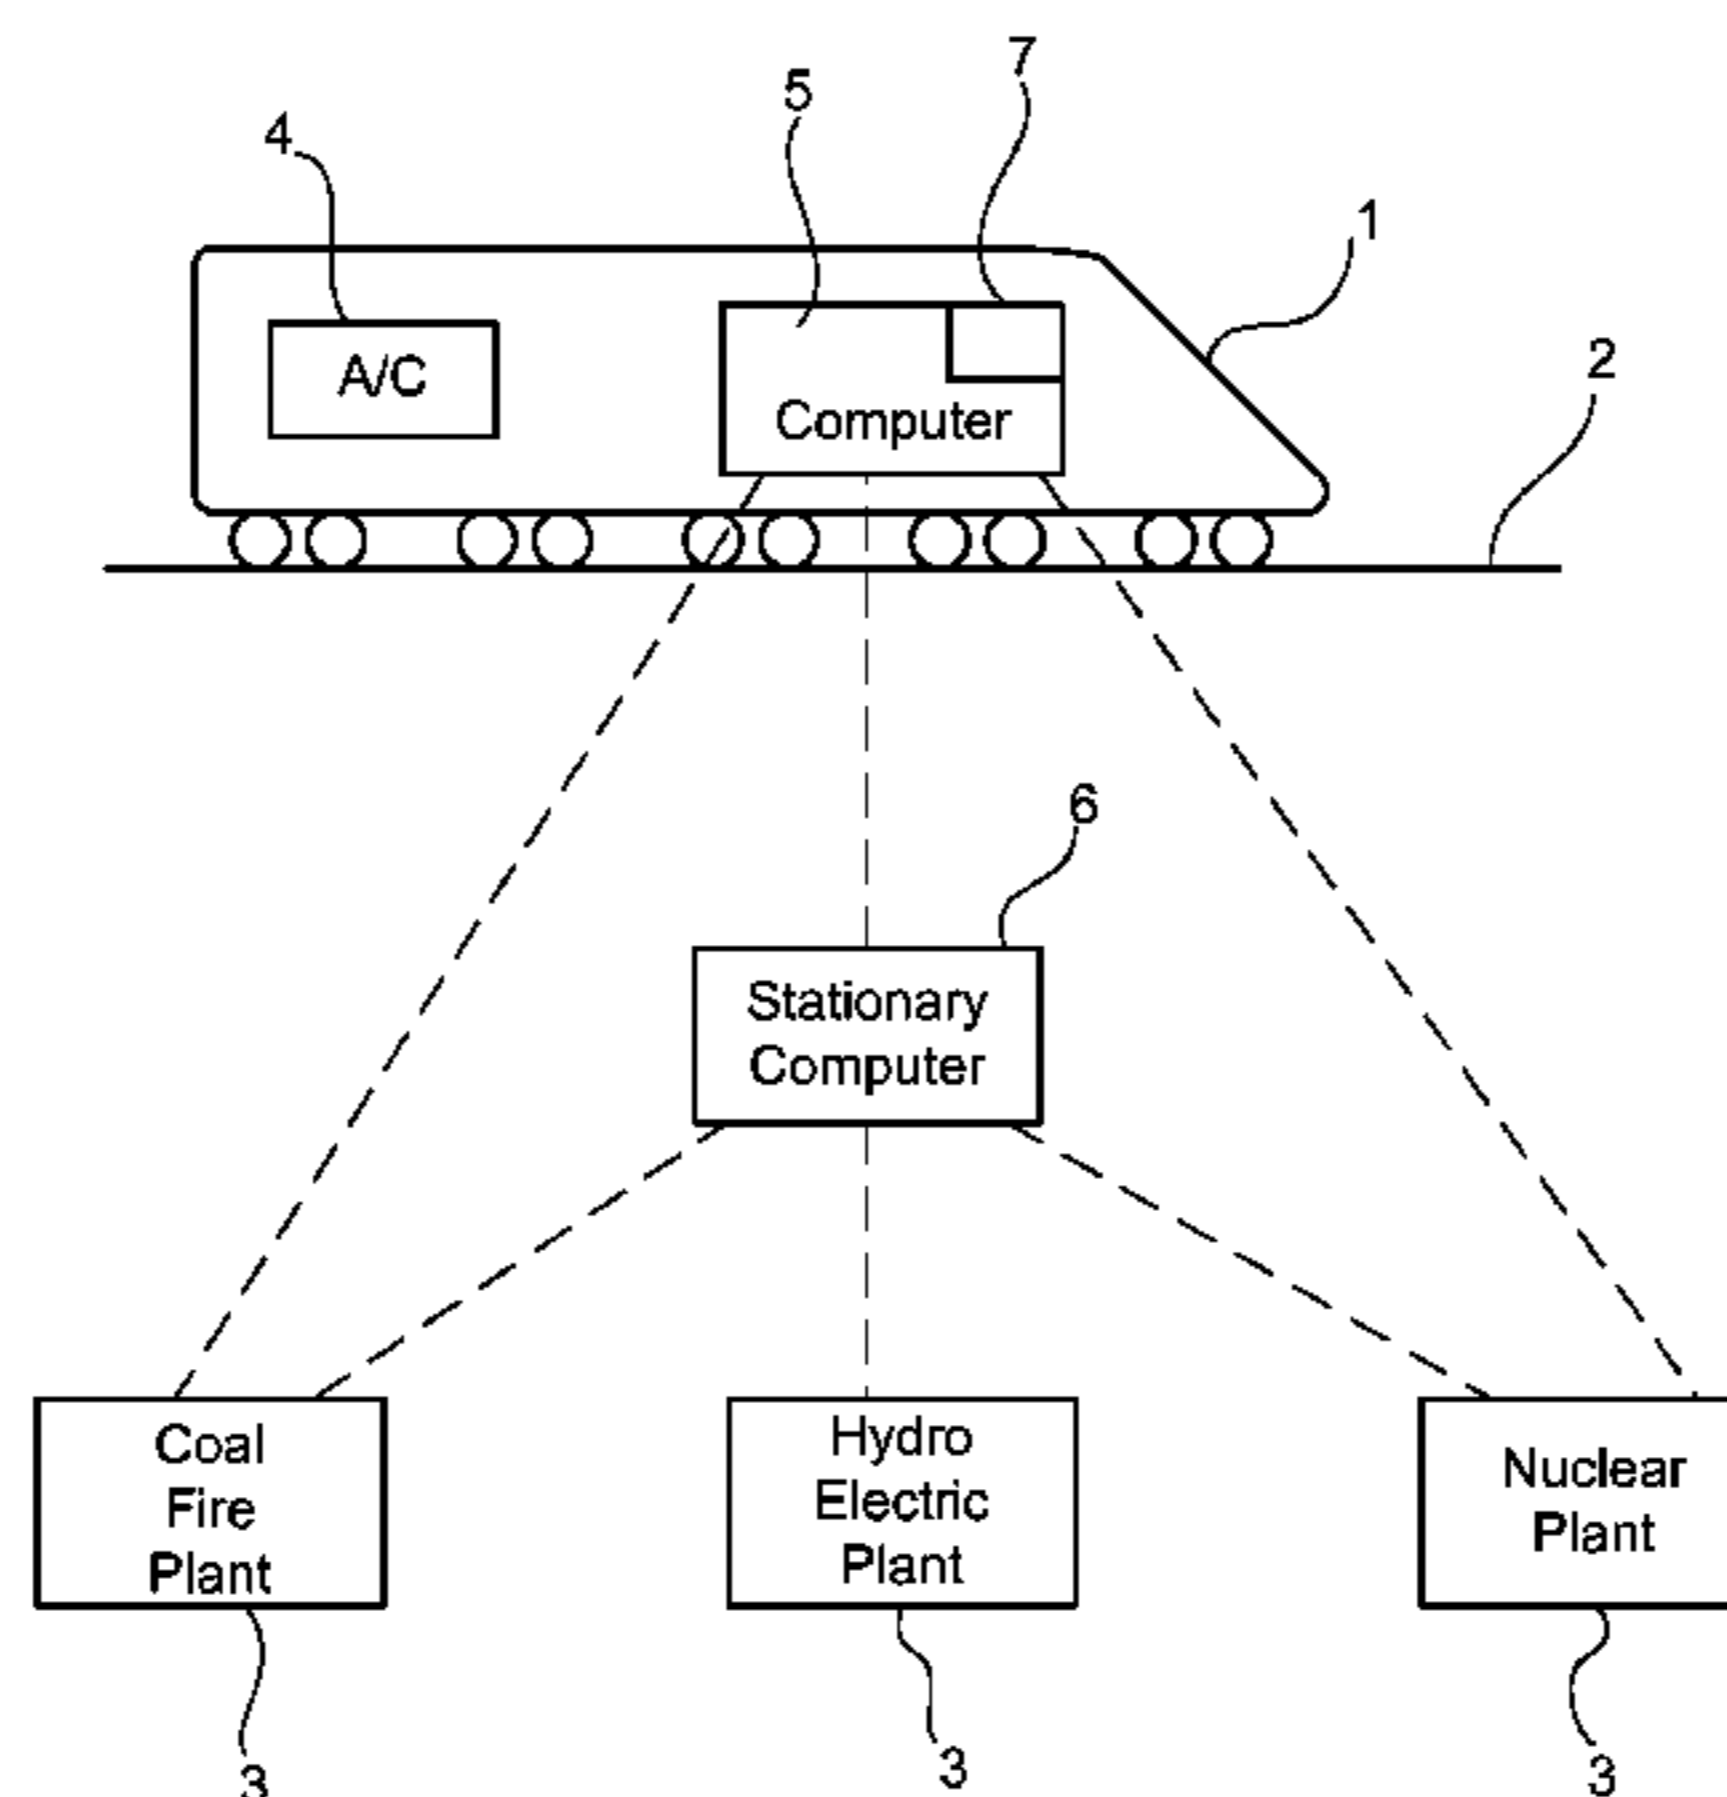 7
5
4
1
2
A/C
Computer
6
Stationary
Computer
Coal
Fire
Plant
Hydro
Electric
Plant
Nuclear
Plant
3
3
3